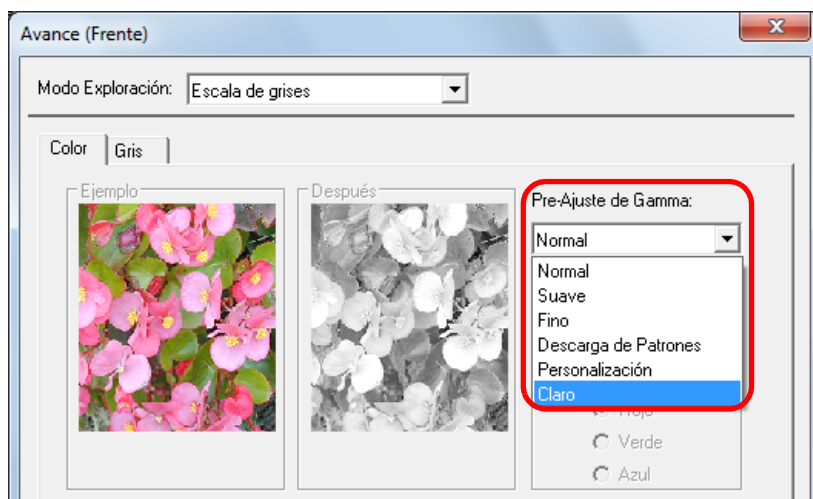 Avance (Frente)
Modo Exploración: Escala de grises
Color Gris
Ejemplo Después
Pre-Ajuste de Gamma:
Normal
Normal
Suave
Fino
Descarga de Patrones
Personalización
Claro
Verde
Azul